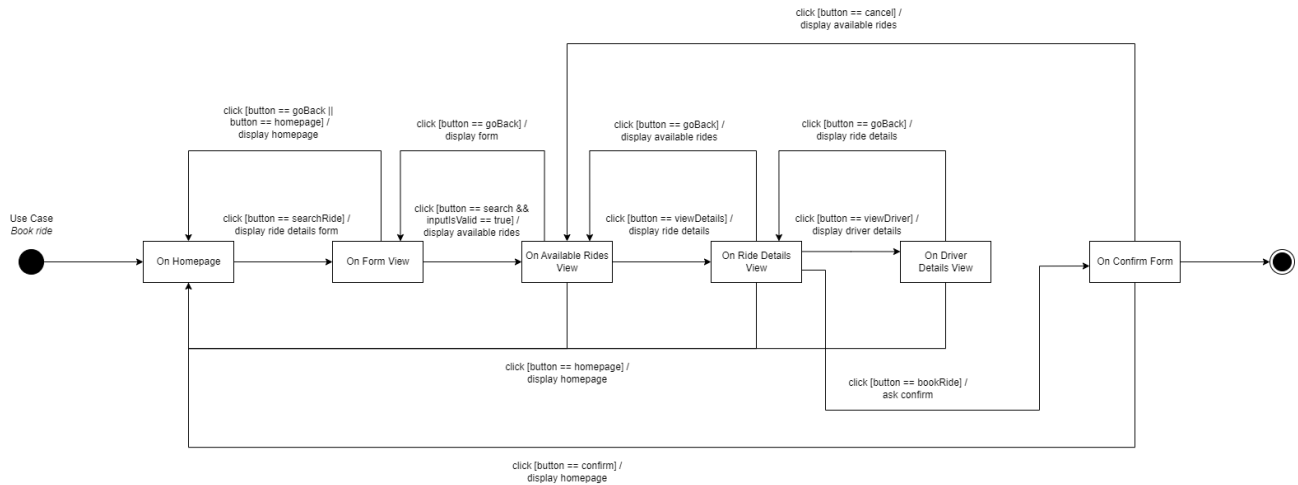 click [button == cancel] /
display available rides
click [button == goBack ||
button == homepage] /
display homepage
click [button == goBack] /
display form
click [button == goBack] /
display available rides
click [button == goBack] /
display ride details
Use Case
Book ride
click [button == searchRide] /
display ride details form
click [button == search &&
inputIsValid == true] /
display available rides
click [button == viewDetails] /
display ride details
click [button == viewDriver] /
display driver details
On Homepage
On Form View
On Available Rides
View
On Ride Details
View
On Driver
Details View
On Confirm Form
click [button == homepage] /
display homepage
click [button == bookRide] /
ask confirm
click [button == confirm] /
display homepage